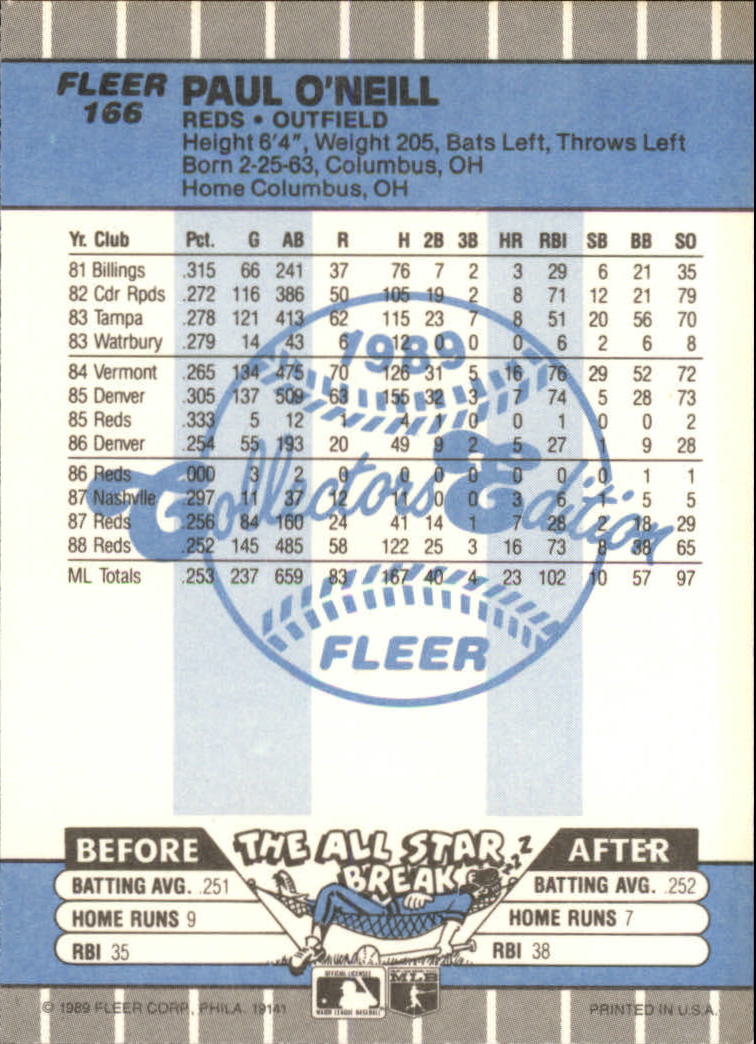 FLEER
166
PAUL O'NEILL
REDS • OUTFIELD
Height 6'4", Weight 205, Bats Left, Throws Left
Born 2-25-63, Columbus, OH
Home Columbus, OH
Yr. Club Pct. G AB R H 2B 3B HR RBI SB BB SO
81 Billings .315 66 241 37 76 7 2 3 29 6 21 35
82 Cdr Rpds .272 116 386 50 105 19 2 8 71 12 21 79
83 Tampa .278 121 413 62 115 23 7 8 51 20 56 70
83 Watrbury .279 14 43 6 12 0 0 0 6 2 6 8
84 Vermont .265 134 475 70 126 31 5 16 76 29 52 72
85 Denver .305 137 509 63 155 32 3 7 74 5 28 73
85 Reds .333 5 12 1 4 1 0 0 1 0 0 2
86 Denver .254 55 193 20 49 9 2 5 27 1 9 28
86 Reds .000 3 2 0 0 0 0 0 0 0 1 1
87 Nashvlle .297 11 37 12 11 0 0 3 6 1 5 5
87 Reds .256 84 160 24 41 14 1 7 28 2 18 29
88 Reds .252 145 485 58 122 25 3 16 73 8 38 65
ML Totals .253 237 659 83 167 40 4 23 102 10 57 97
1989
Collectors Edition
FLEER
BEFORE THE ALL STAR BREAK AFTER
zzz
BATTING AVG. .251 BATTING AVG. .252
HOME RUNS 9 HOME RUNS 7
RBI 35 RBI 38
OFFICIAL LICENSEE
MAJOR LEAGUE BASEBALL
MLB
© 1989 FLEER CORP., PHILA. 19141 PRINTED IN U.S.A.